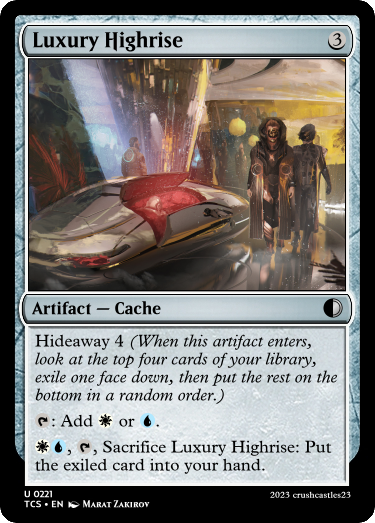 Luxury Highrise 3
Artifact — Cache
Hideaway 4 (When this artifact enters,
look at the top four cards of your library,
exile one face down, then put the rest on the
bottom in a random order.)
: Add or .
, , Sacrifice Luxury Highrise: Put
the exiled card into your hand.
U 0221
TCS • EN Marat Zakirov
2023 crushcastles23